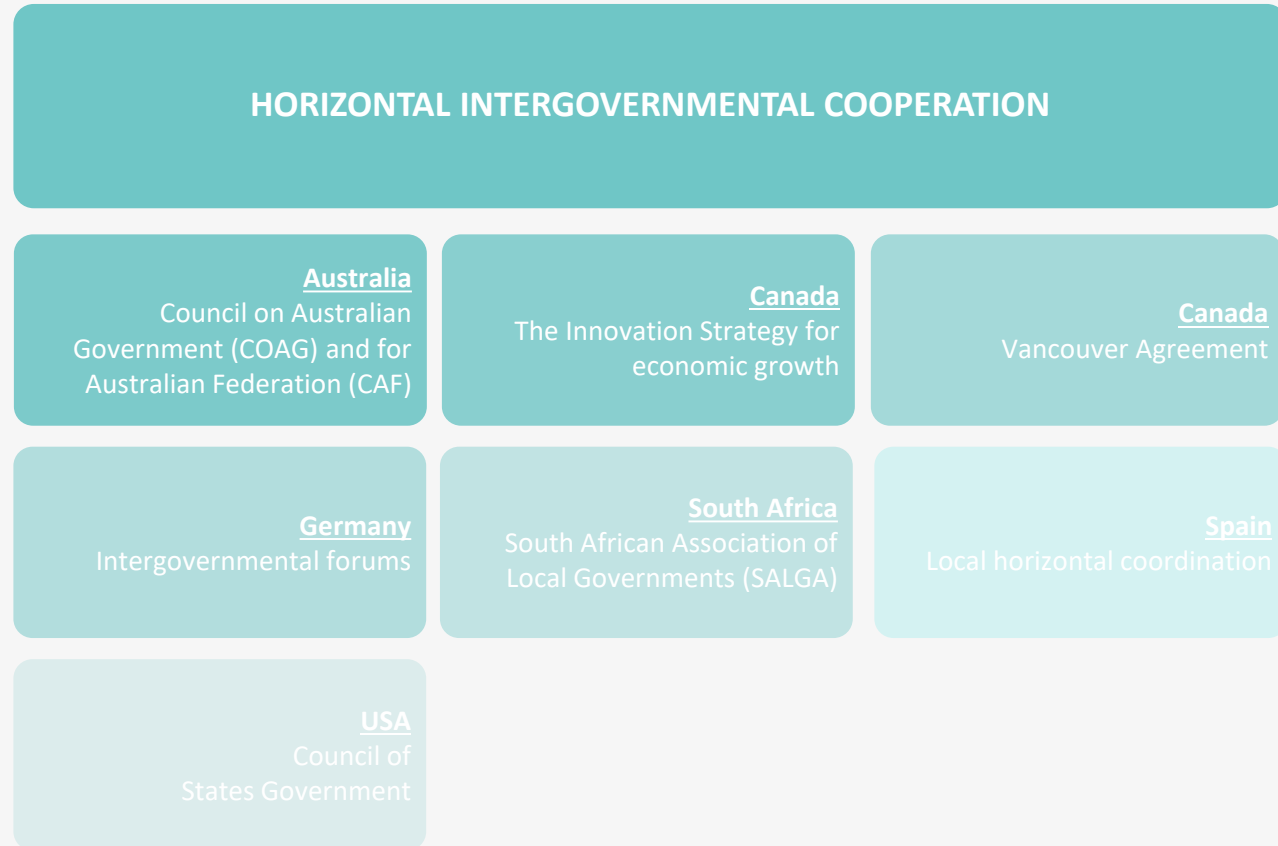 HORIZONTAL INTERGOVERNMENTAL COOPERATION
Australia
Council on Australian
Government (COAG) and for
Australian Federation (CAF)
Canada
The Innovation Strategy for
economic growth
Canada
Vancouver Agreement
Germany
Intergovernmental forums
South Africa
South African Association of
Local Governments (SALGA)
Spain
Local horizontal coordination
USA
Council of
States Government